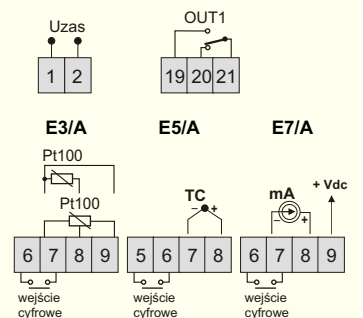 Uzas
OUT1
1 2
19 20 21
E3/A
E5/A
E7/A
Pt100
Pt100
TC
– +
mA
– +
+ Vdc
6 7 8 9
5 6 7 8
6 7 8 9
wejście
cyfrowe
wejście
cyfrowe
wejście
cyfrowe